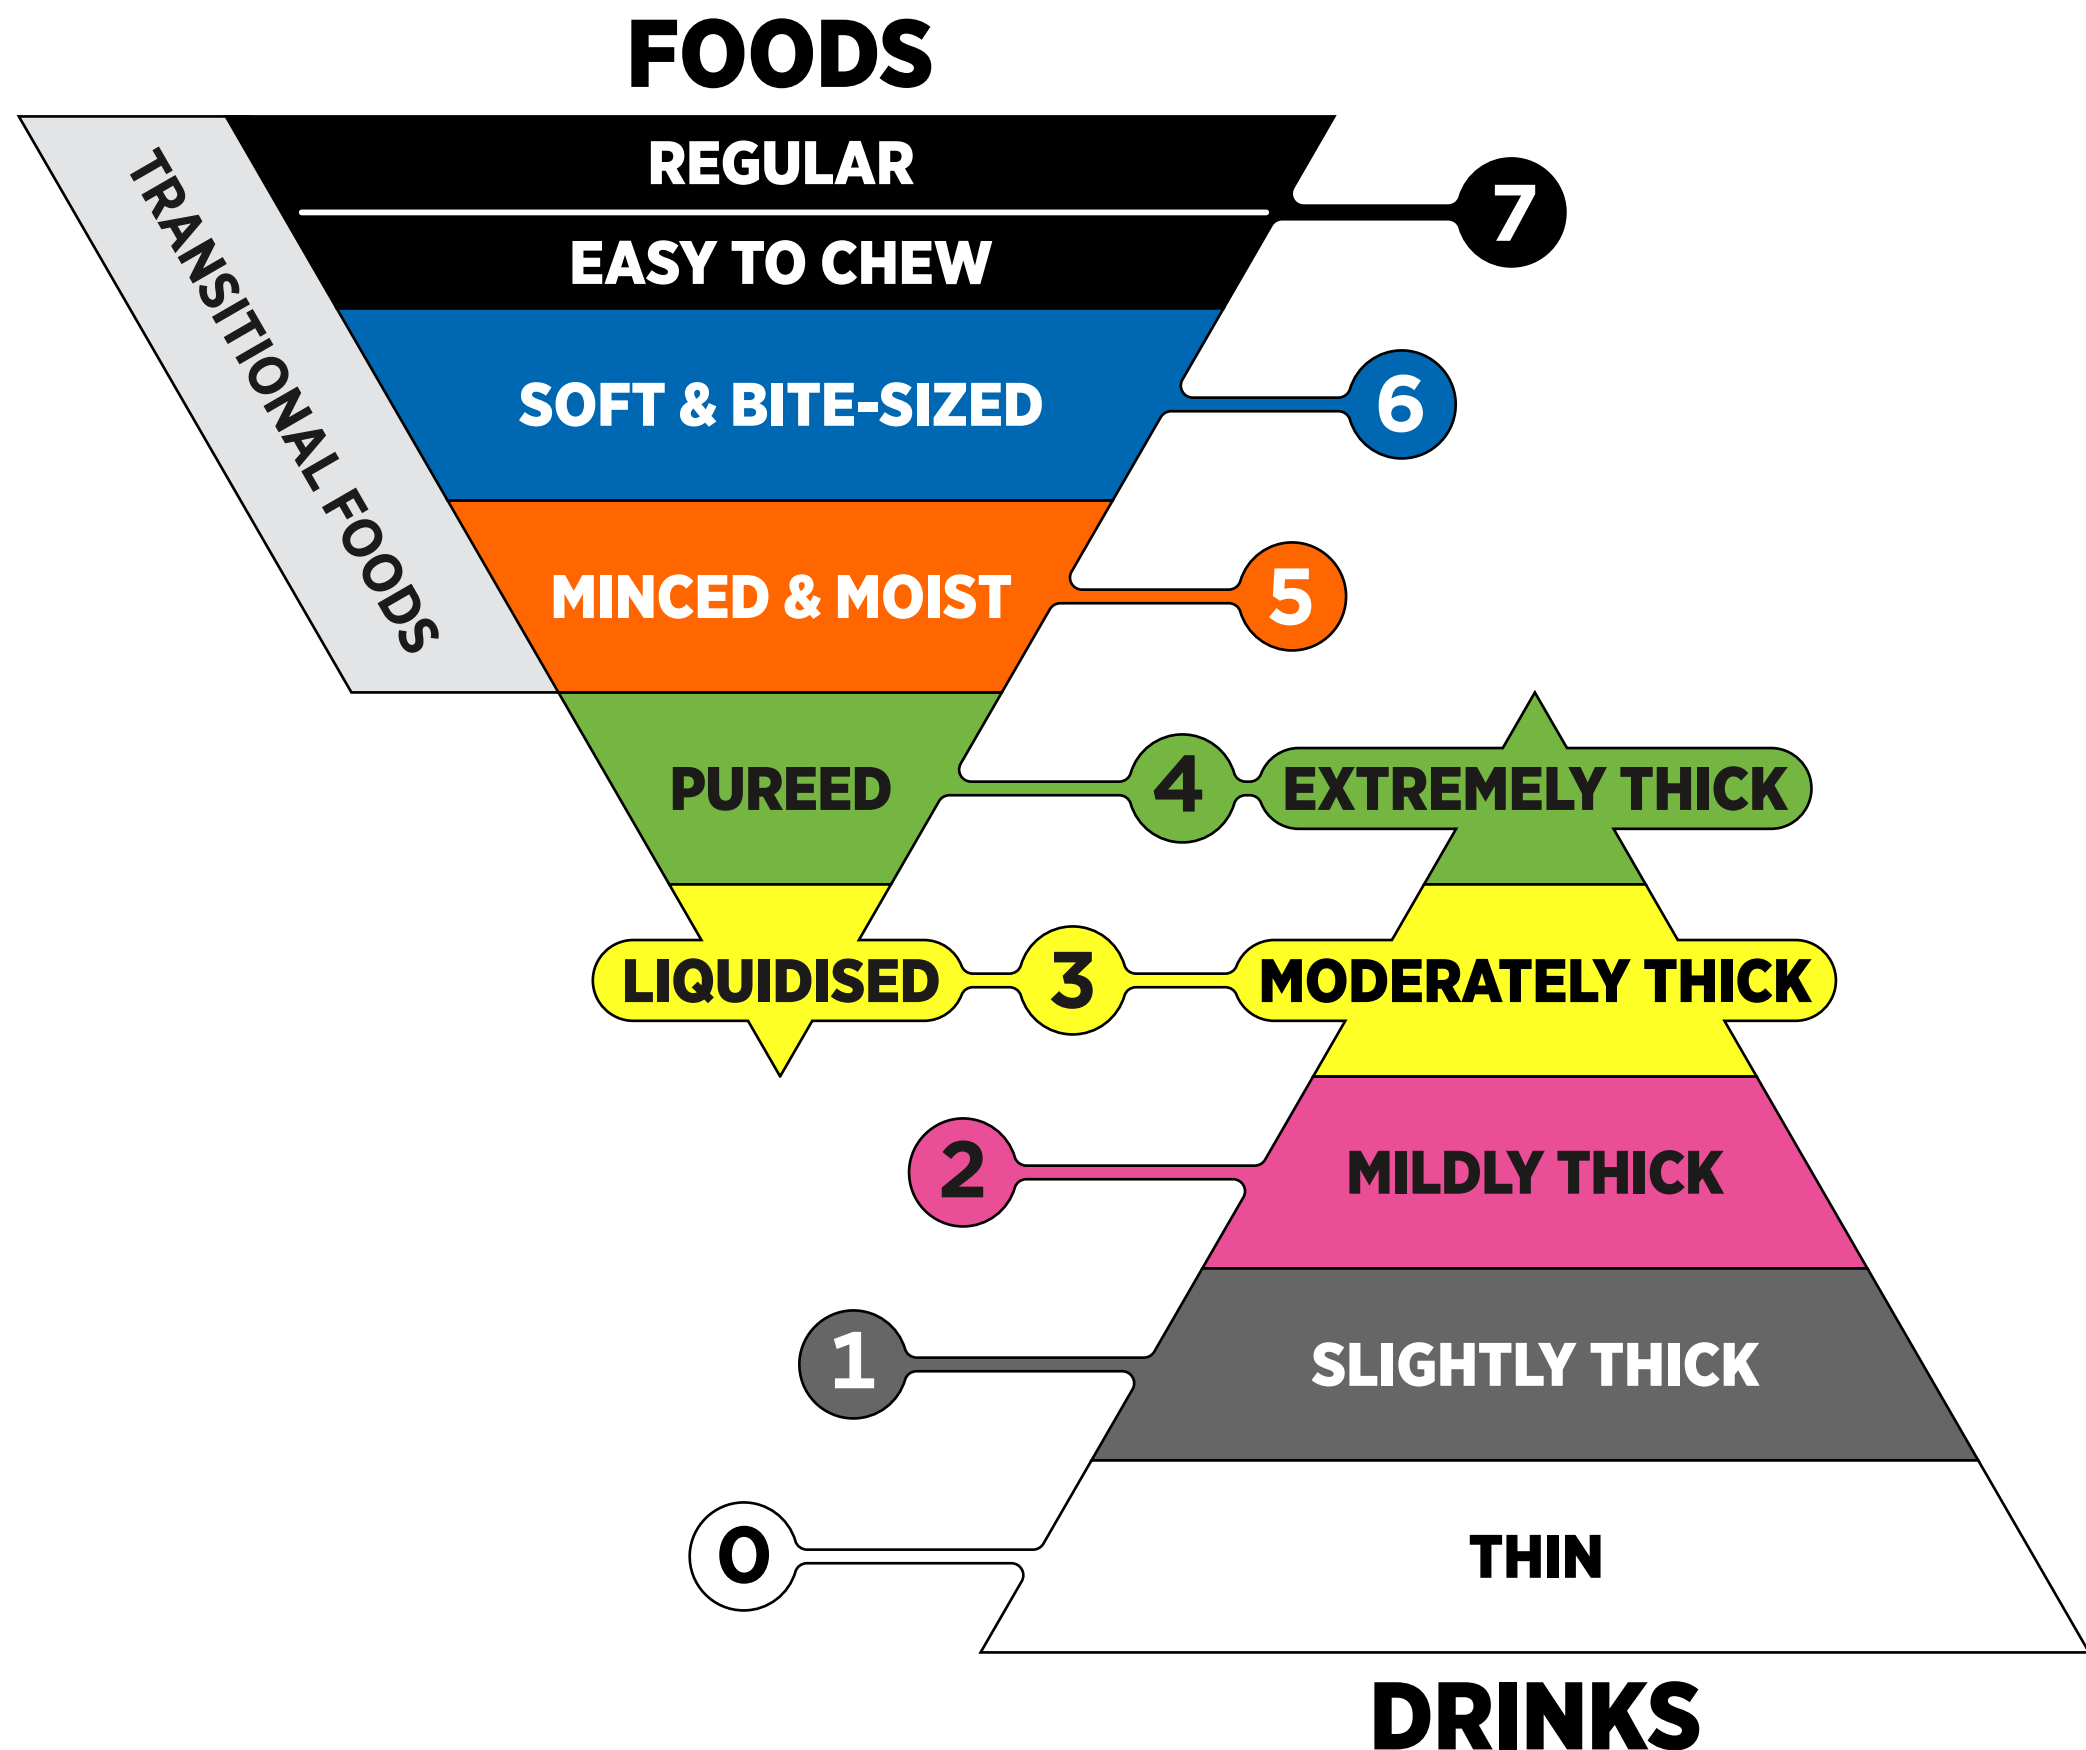 FOODS
TRANSITIONAL FOODS
REGULAR
EASY TO CHEW
7
SOFT & BITE-SIZED
6
MINCED & MOIST
5
PUREED
4
EXTREMELY THICK
LIQUIDISED
3
MODERATELY THICK
2
MILDLY THICK
1
SLIGHTLY THICK
0
THIN
DRINKS